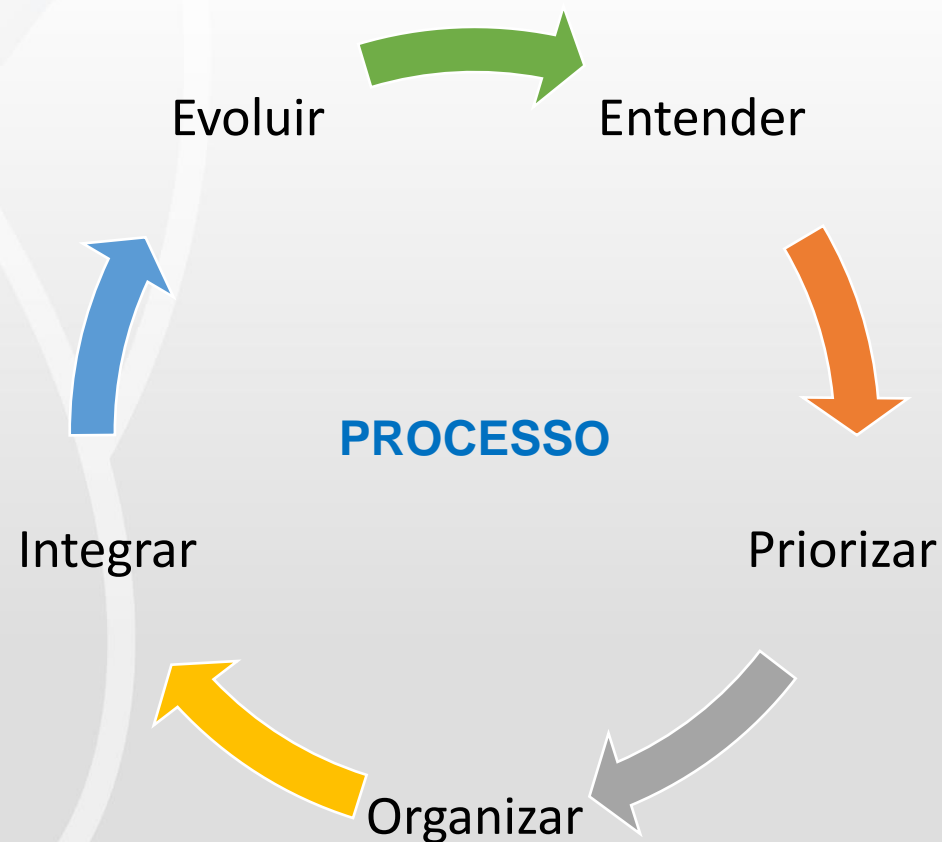 Evoluir
Entender
PROCESSO
Integrar
Priorizar
Organizar